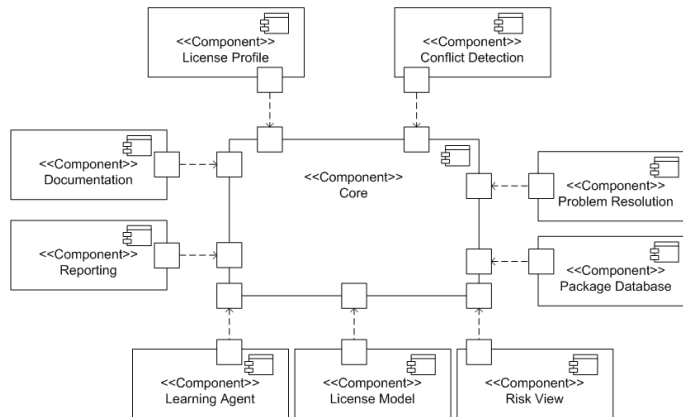 <<Component>>
License Profile
<<Component>>
Conflict Detection
<<Component>>
Documentation
<<Component>>
Core
<<Component>>
Problem Resolution
<<Component>>
Reporting
<<Component>>
Package Database
<<Component>>
Learning Agent
<<Component>>
License Model
<<Component>>
Risk View